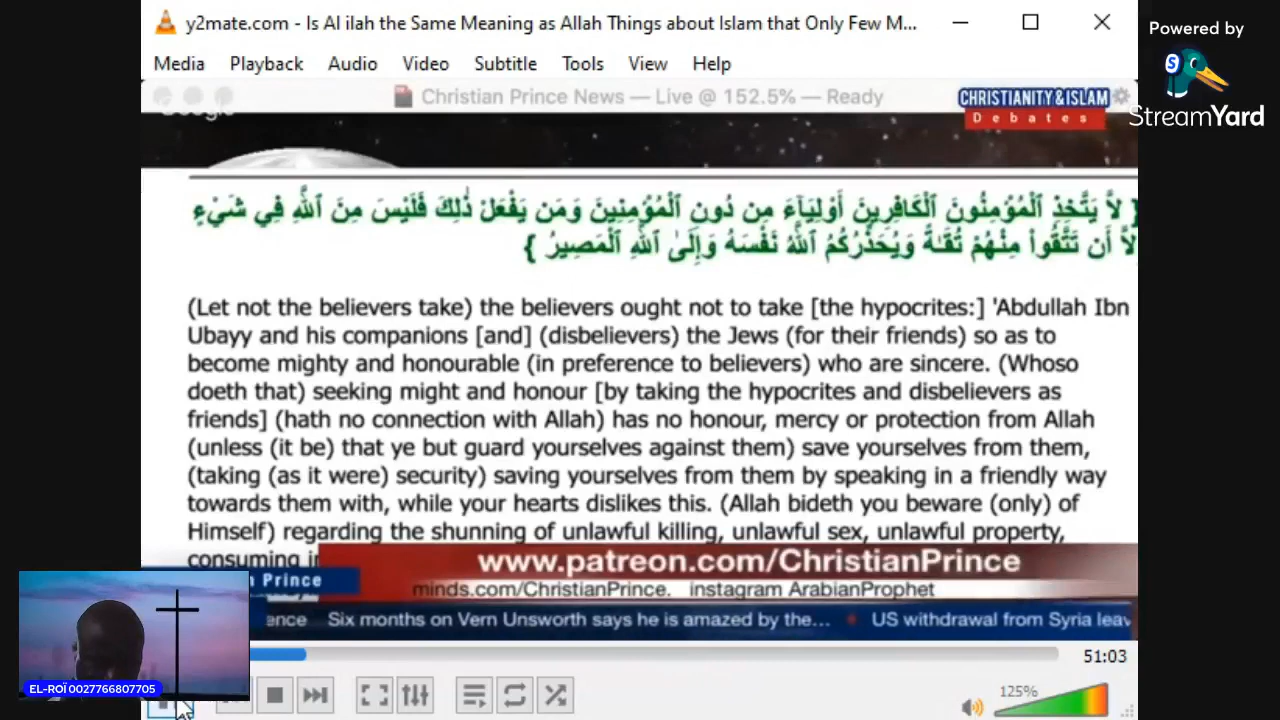 y2mate.com - Is Al ilah the Same Meaning as Allah Things about Islam that Only Few M...
Powered by
StreamYard
Media Playback Audio Video Subtitle Tools View Help
Christian Prince News — Live @ 152.5% — Ready
CHRISTIANITY & ISLAM
Debates
{ لاَّ يَتَّخِذِ ٱلْمُؤْمِنُونَ ٱلْكَافِرِينَ أَوْلِيَآءَ مِن دُونِ ٱلْمُؤْمِنِينَ وَمَن يَفْعَلْ ذَٰلِكَ فَلَيْسَ مِنَ ٱللَّهِ فِي شَيْءٍ
لاَّ أَن تَتَّقُواْ مِنْهُمْ تُقَـٰةً وَيُحَذِّرُكُمُ ٱللَّهُ نَفْسَهُ وَإِلَىٰ ٱللَّهِ ٱلْمَصِيرُ }
(Let not the believers take) the believers ought not to take [the hypocrites:] 'Abdullah Ibn
Ubayy and his companions [and] (disbelievers) the Jews (for their friends) so as to
become mighty and honourable (in preference to believers) who are sincere. (Whoso
doeth that) seeking might and honour [by taking the hypocrites and disbelievers as
friends] (hath no connection with Allah) has no honour, mercy or protection from Allah
(unless (it be) that ye but guard yourselves against them) save yourselves from them,
(taking (as it were) security) saving yourselves from them by speaking in a friendly way
towards them with, while your hearts dislikes this. (Allah bideth you beware (only) of
Himself) regarding the shunning of unlawful killing, unlawful sex, unlawful property,
consuming
www.patreon.com/ChristianPrince
Prince
minds.com/ChristianPrince. instagram ArabianProphet
ence Six months on Vern Unsworth says he is amazed by the... US withdrawal from Syria leav
51:03
EL-ROÏ 0027766807705
125%